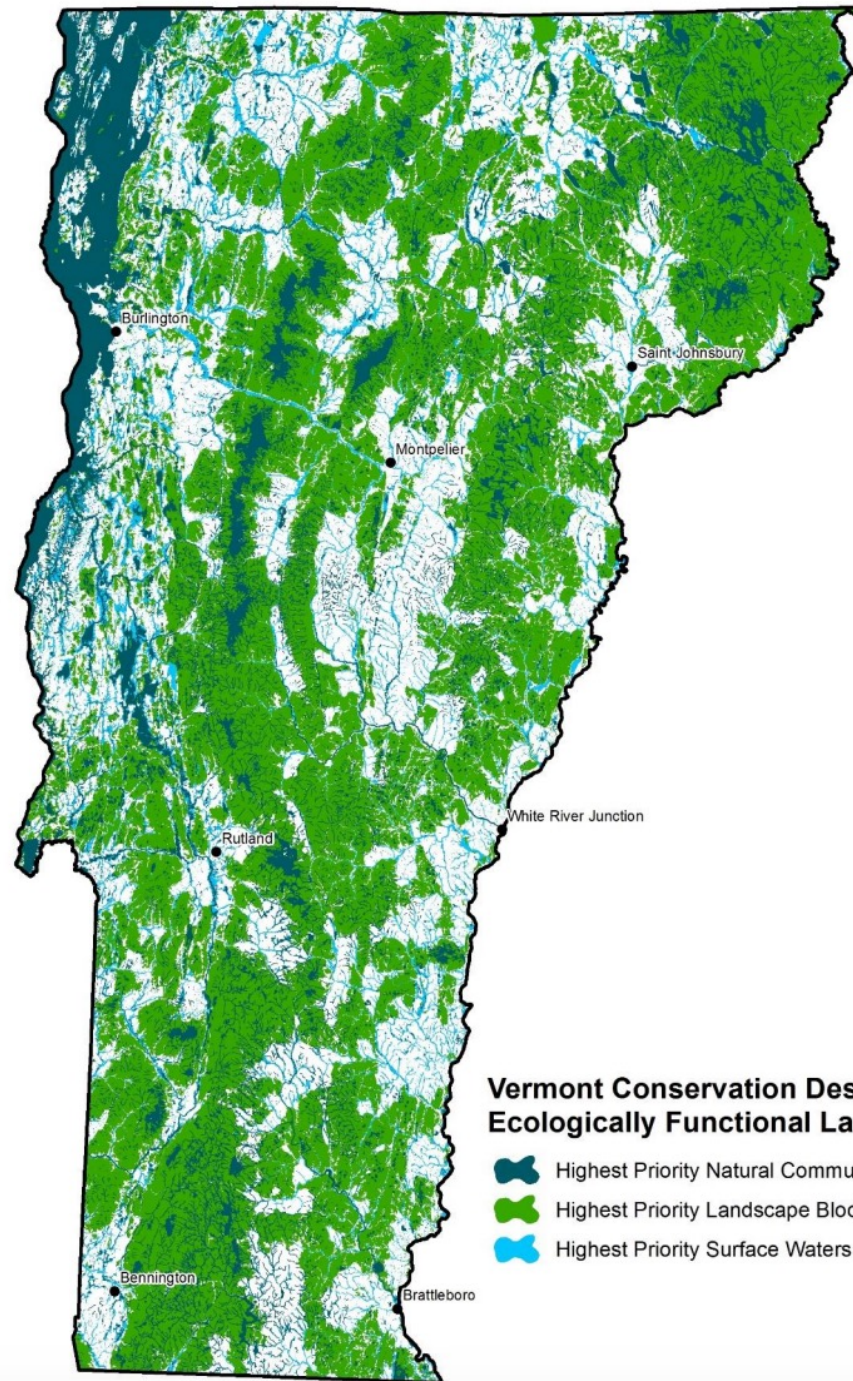 Burlington
Saint Johnsbury
Montpelier
White River Junction
Rutland
Vermont Conservation Des
Ecologically Functional La
Highest Priority Natural Commu
Highest Priority Landscape Bloc
Highest Priority Surface Waters
Bennington
Brattleboro